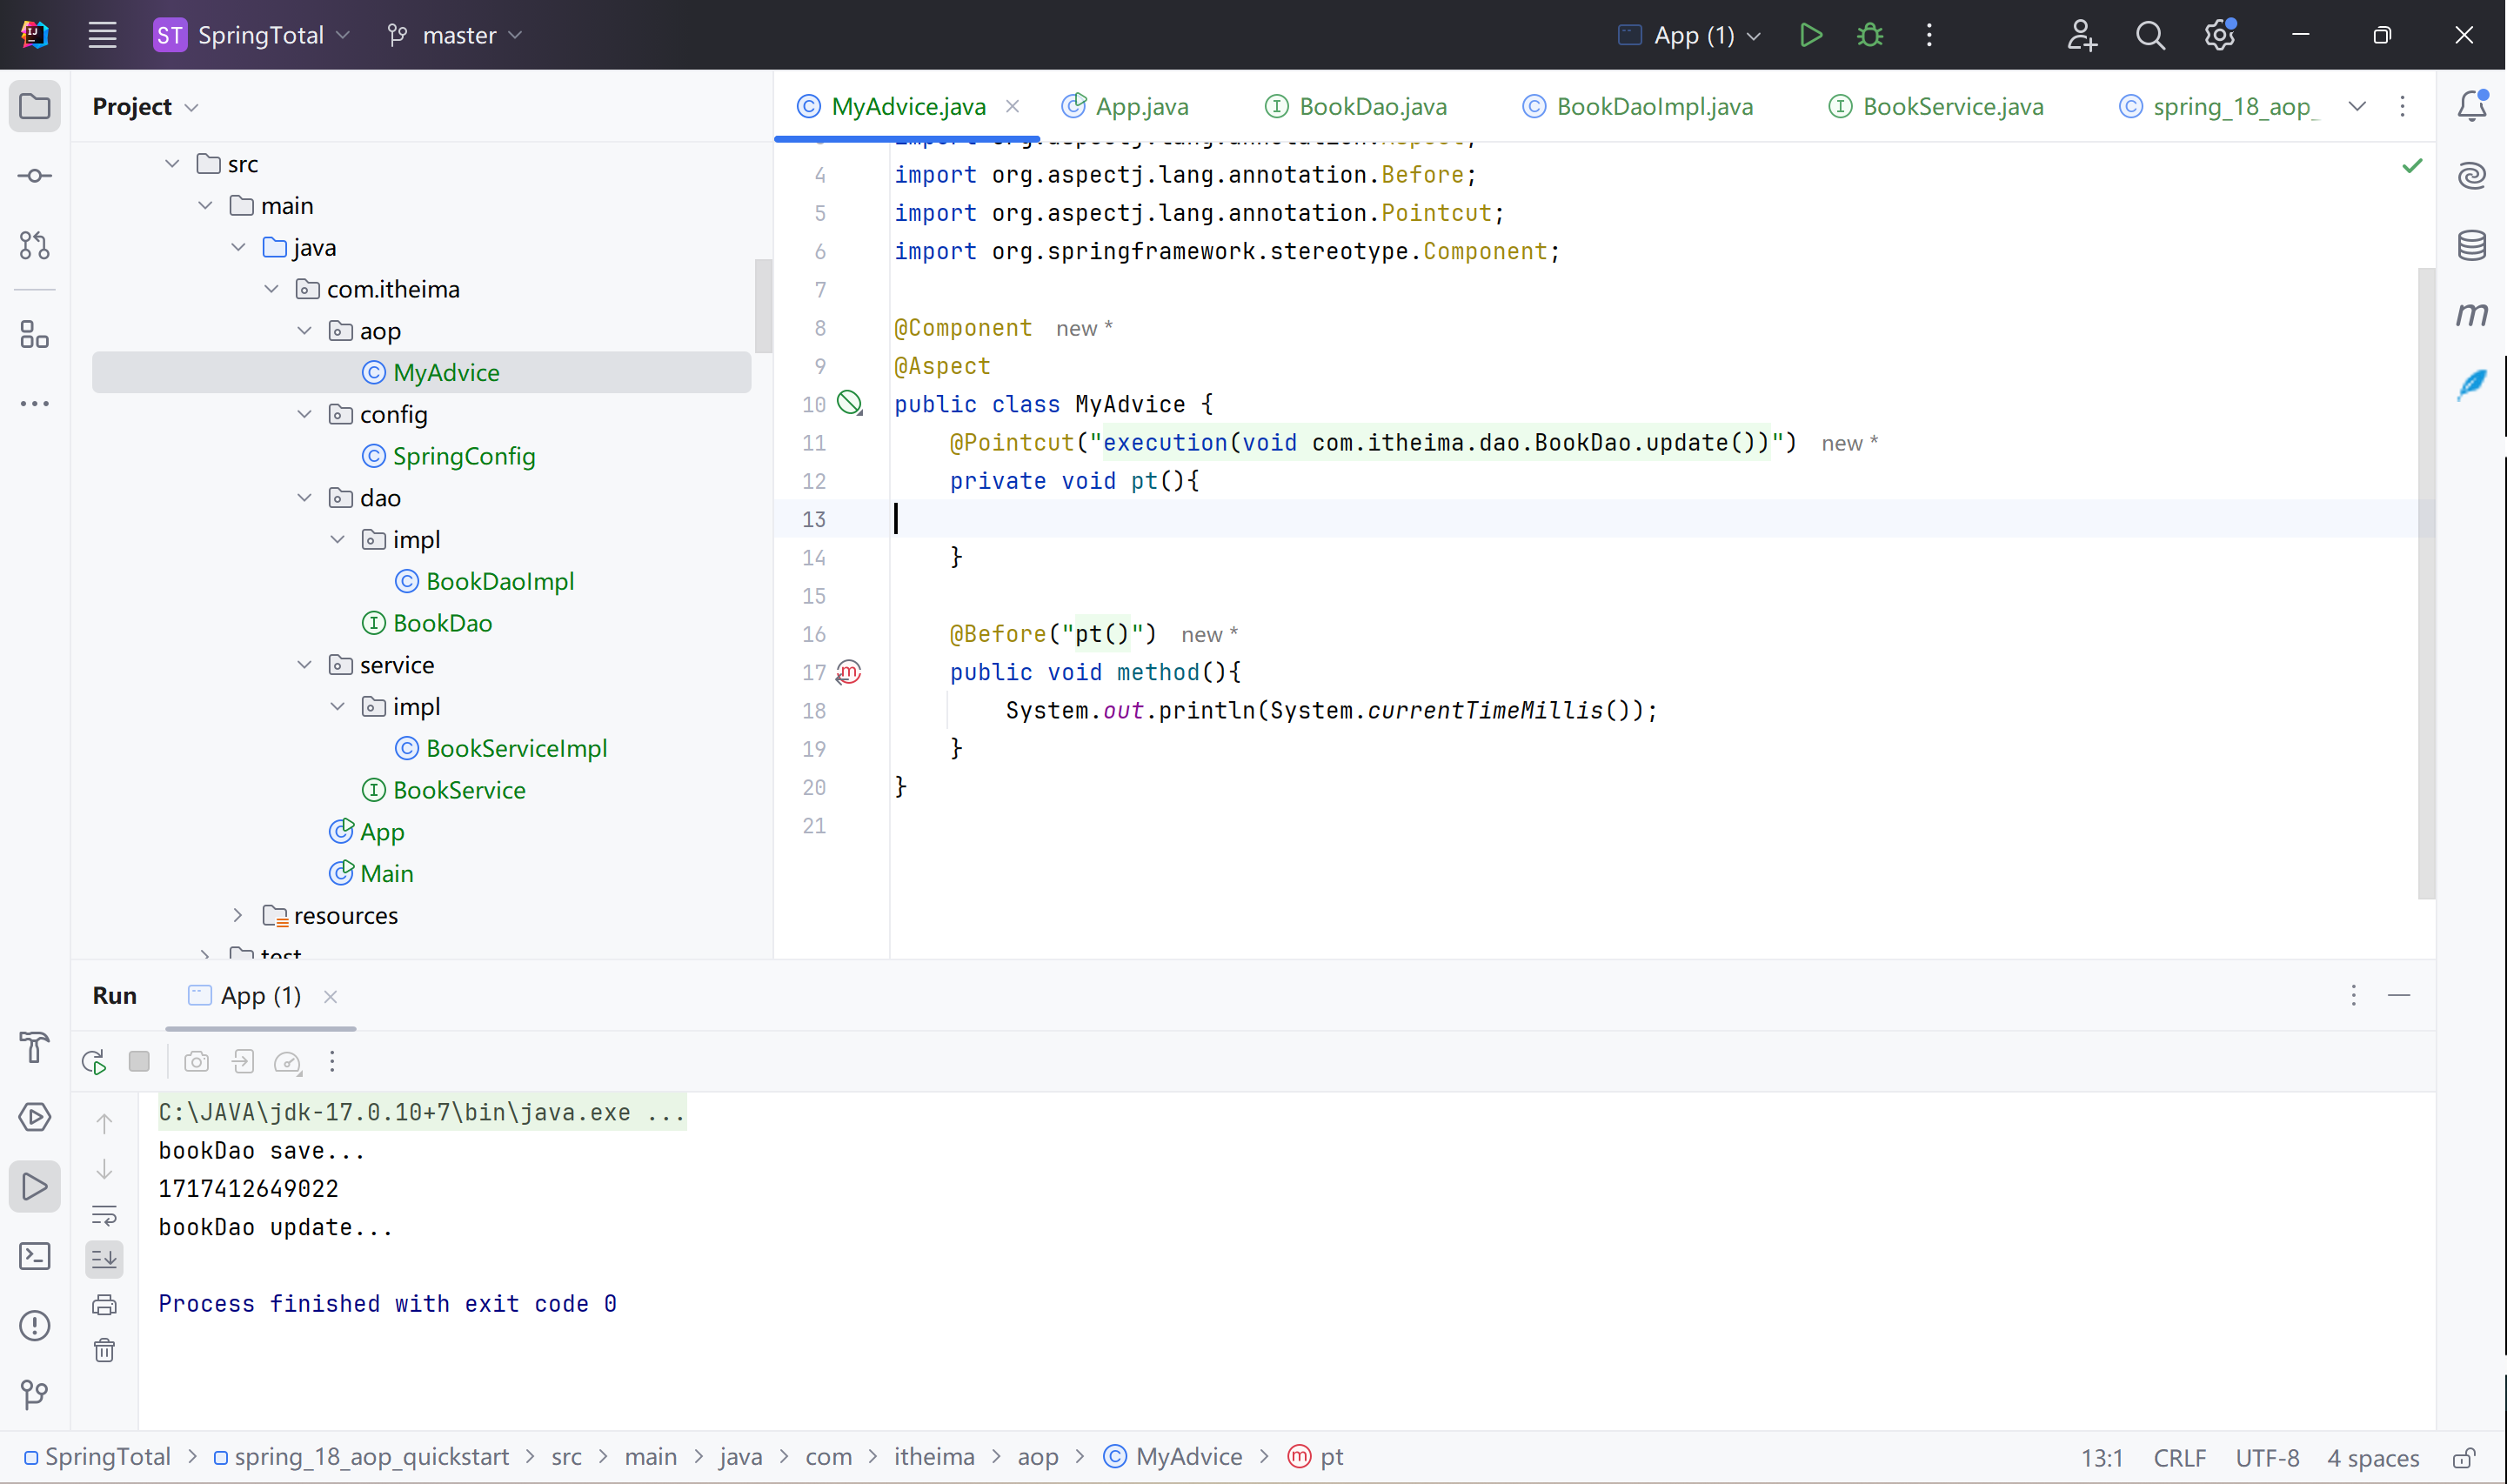 ST SpringTotal master App (1)
Project
src
main
java
com.itheima
aop
MyAdvice
config
SpringConfig
dao
impl
BookDaoImpl
BookDao
service
impl
BookServiceImpl
BookService
App
Main
resources
test
MyAdvice.java App.java BookDao.java BookDaoImpl.java BookService.java spring_18_aop_
import org.aspectj.lang.annotation.Aspect;
4 import org.aspectj.lang.annotation.Before;
5 import org.aspectj.lang.annotation.Pointcut;
6 import org.springframework.stereotype.Component;
7
8 @Component new *
9 @Aspect
10 public class MyAdvice {
11 @Pointcut("execution(void com.itheima.dao.BookDao.update())") new *
12 private void pt(){
13
14 }
15
16 @Before("pt()") new *
17 public void method(){
18 System.out.println(System.currentTimeMillis());
19 }
20 }
21
Run App (1)
C:\JAVA\jdk-17.0.10+7\bin\java.exe ...
bookDao save...
1717412649022
bookDao update...
Process finished with exit code 0
SpringTotal > spring_18_aop_quickstart > src > main > java > com > itheima > aop > MyAdvice > pt 13:1 CRLF UTF-8 4 spaces